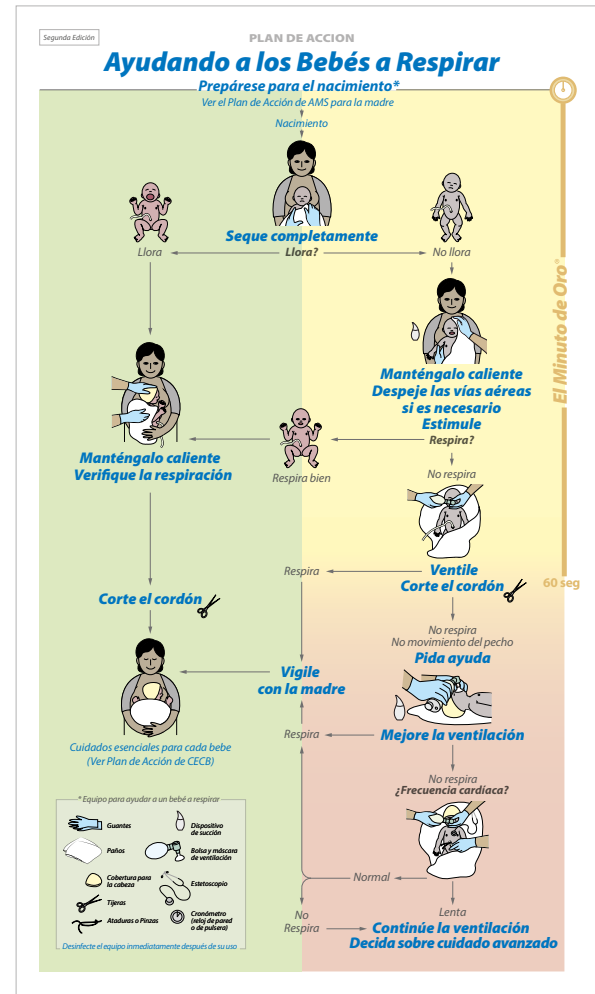 Segunda Edición
PLAN DE ACCION
Ayudando a los Bebés a Respirar
Prepárese para el nacimiento*
Ver el Plan de Acción de AMS para la madre
Nacimiento
Seque completamente
Llora
Llora?
No llora
El Minuto de Oro®
Manténgalo caliente
Despeje las vías aéreas
si es necesario
Estimule
Respira?
Manténgalo caliente
Verifique la respiración
Respira bien
No respira
Respira
Ventile
Corte el cordón
60 seg
Corte el cordón
No respira
No movimiento del pecho
Pida ayuda
Vigile
con la madre
Respira
Mejore la ventilación
Cuidados esenciales para cada bebe
(Ver Plan de Acción de CECB)
No respira
¿Frecuencia cardíaca?
Normal
Lenta
No
Respira
Continúe la ventilación
Decida sobre cuidado avanzado
* Equipo para ayudar a un bebé a respirar
Guantes
Dispositivo
de succión
Paños
Bolsa y máscara
de ventilación
Cobertura para
la cabeza
Estetoscopio
Tijeras
Ataduras o Pinzas
Cronómetro
(reloj de pared
o de pulsera)
Desinfecte el equipo inmediatamente después de su uso